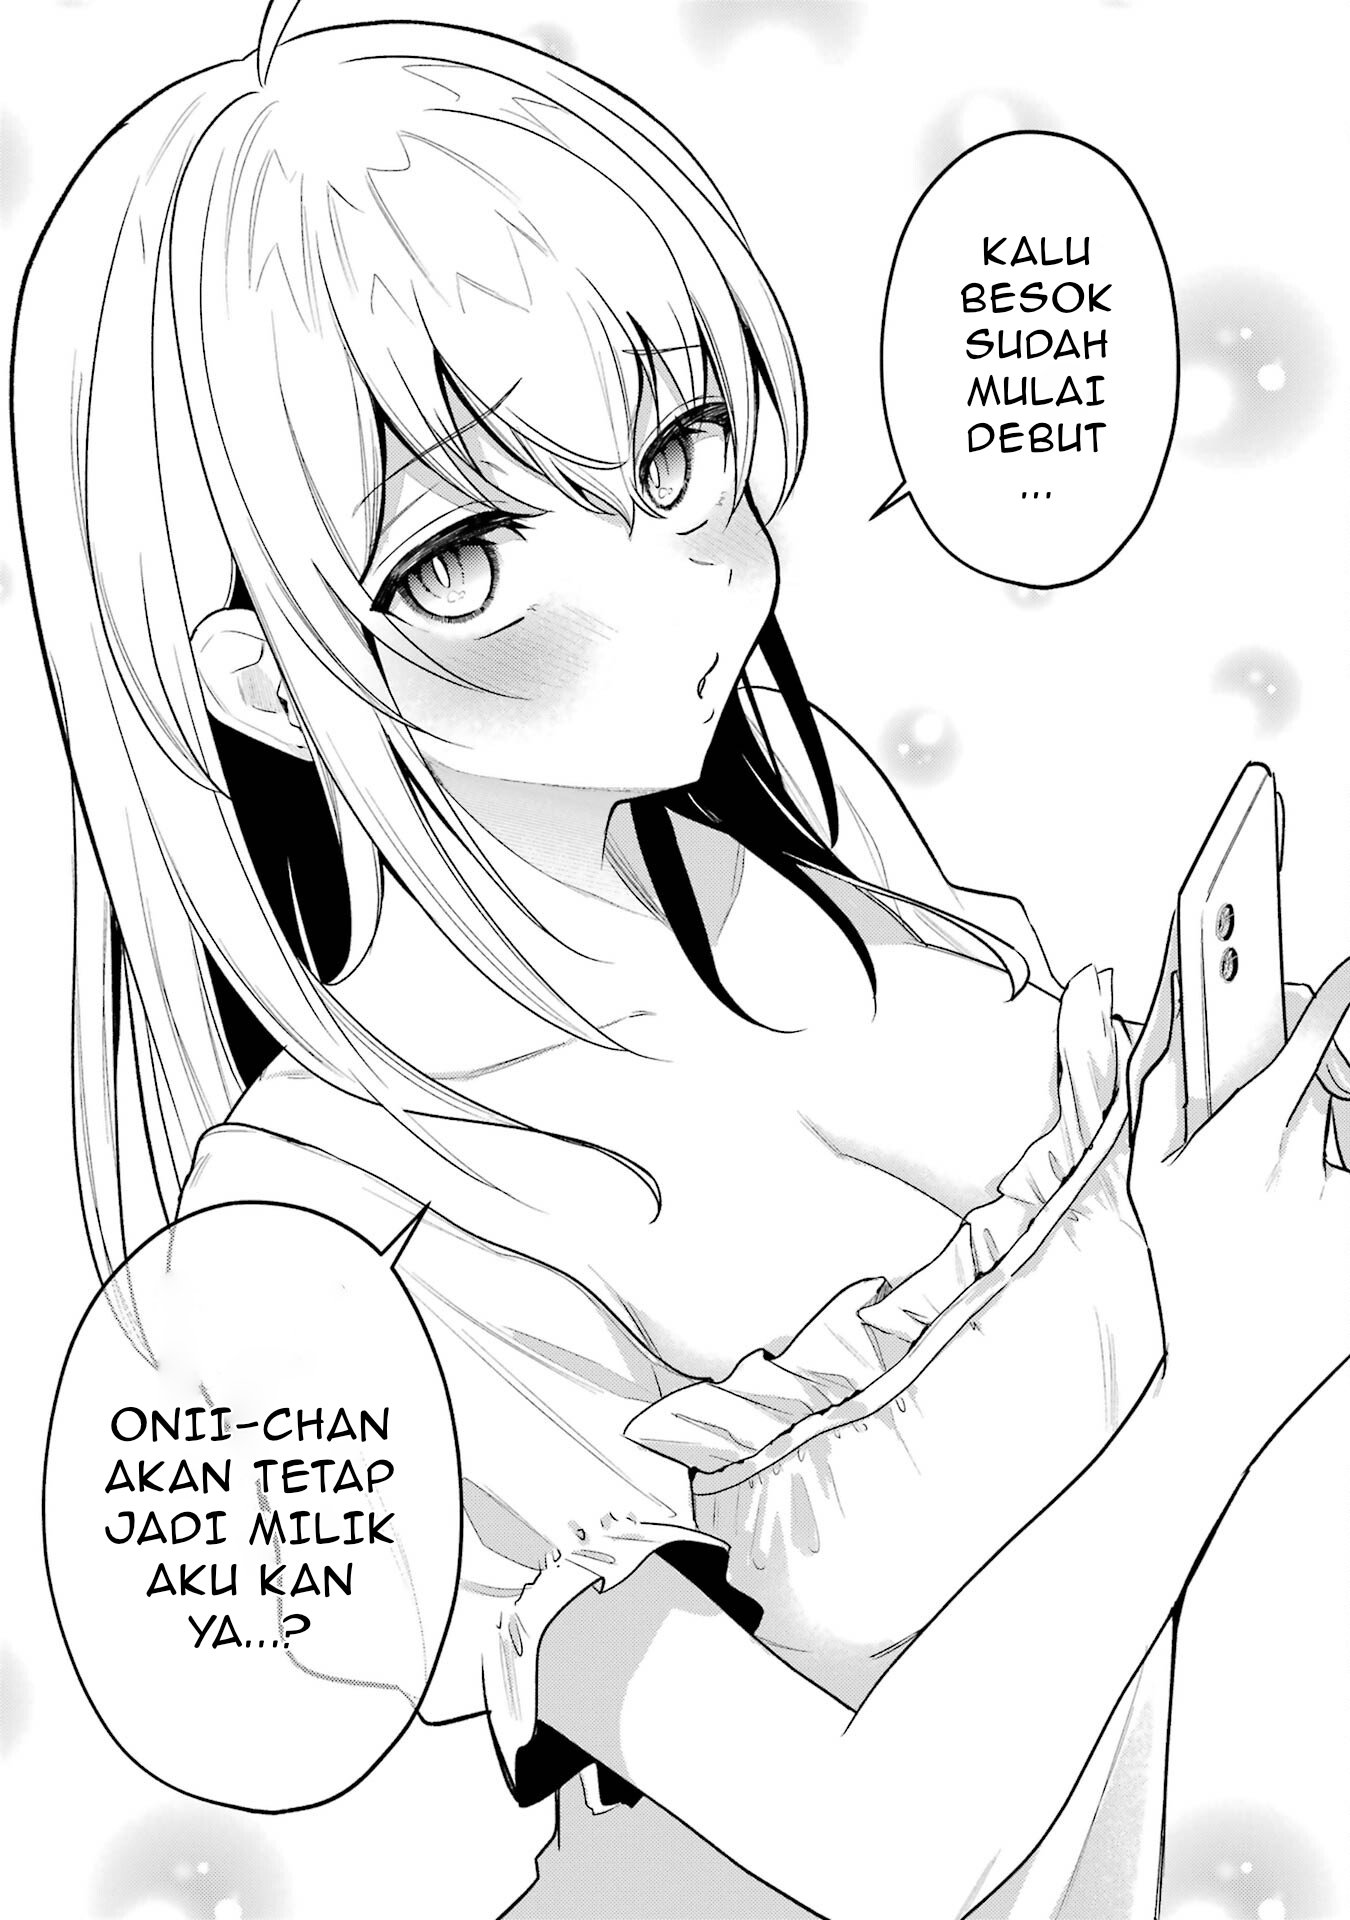 KALU
BESOK
SUDAH
MULAI
DEBUT
...
ONII-CHAN
AKAN TETAP
JADI MILIK
AKU KAN
YA...?